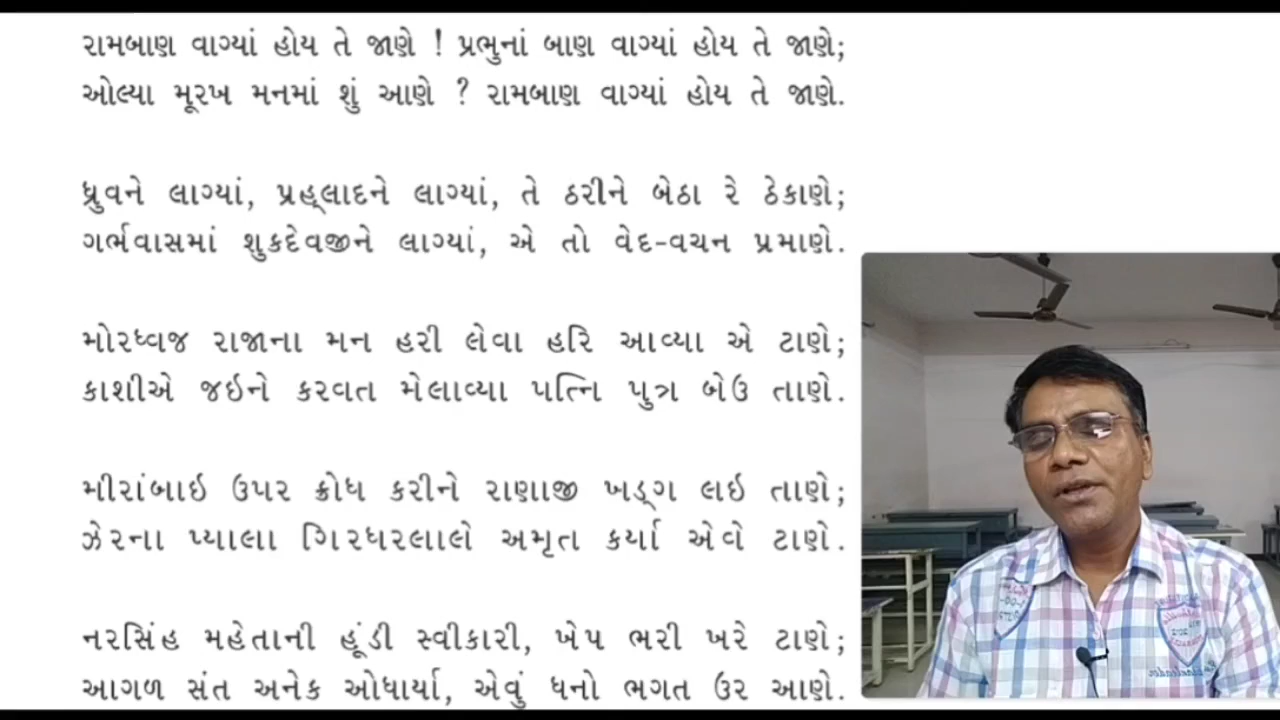 રામબાણ વાગ્યાં હોય તે જાણે ! પ્રભુનાં બાણ વાગ્યાં હોય તે જાણે;
ઓલ્યા મૂરખ મનમાં શું આણે ? રામબાણ વાગ્યાં હોય તે જાણે.
ધ્રુવને લાગ્યાં, પ્રહ્લાદને લાગ્યાં, તે ઠરીને બેઠા રે ઠેકાણે;
ગર્ભવાસમાં શુકદેવજીને લાગ્યાં, એ તો વેદ-વચન પ્રમાણે.
મોરધ્વજ રાજાના મન હરી લેવા હરિ આવ્યા એ ટાણે;
કાશીએ જઇને કરવત મેલાવ્યા પત્નિ પુત્ર બેઉ તાણે.
મીરાંબાઇ ઉપર ક્રોધ કરીને રાણાજી ખડ્ગ લઇ તાણે;
ઝેરના પ્યાલા ગિરધરલાલે અમૃત કર્યા એવે ટાણે.
નરસિંહ મહેતાની હૂંડી સ્વીકારી, ખેપ ભરી ખરે ટાણે;
આગળ સંત અનેક ઓધાર્યા, એવું ધનો ભગત ઉર આણે.